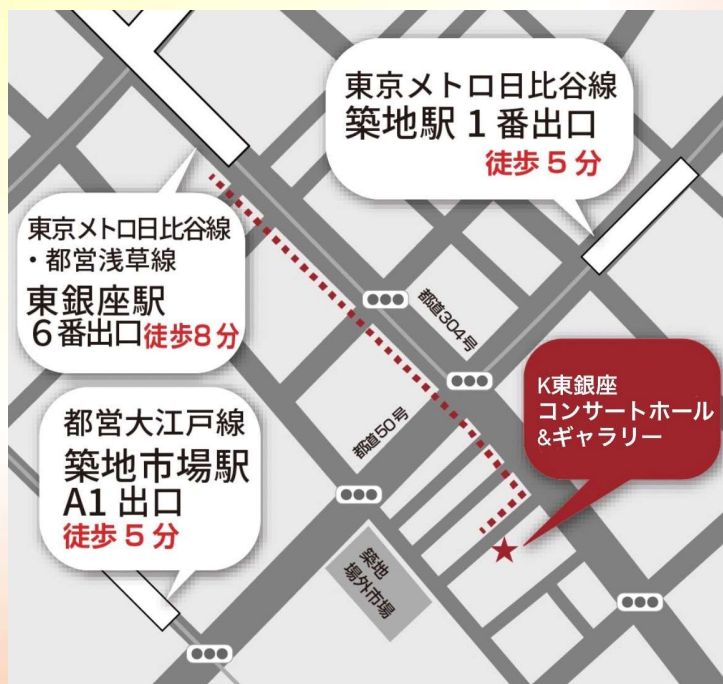 東京メトロ日比谷線
築地駅 1 番出口
徒歩 5 分
東京メトロ日比谷線
・都営浅草線
東銀座駅
6 番出口徒歩8 分
都道304号
K東銀座
コンサートホール
&ギャラリー
都道50号
都営大江戸線
築地市場駅
A1 出口
徒歩 5 分
築地
場外市場